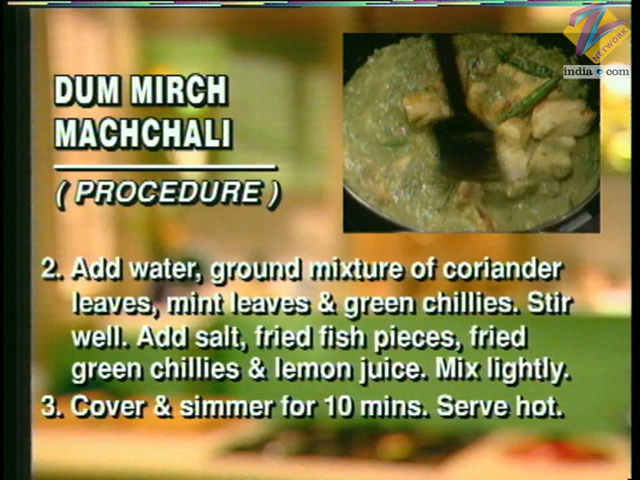 Z
NETWORK
india com
DUM MIRCH
MACHCHALI
( PROCEDURE )
2. Add water, ground mixture of coriander
leaves, mint leaves & green chillies. Stir
well. Add salt, fried fish pieces, fried
green chillies & lemon juice. Mix lightly.
3. Cover & simmer for 10 mins. Serve hot.